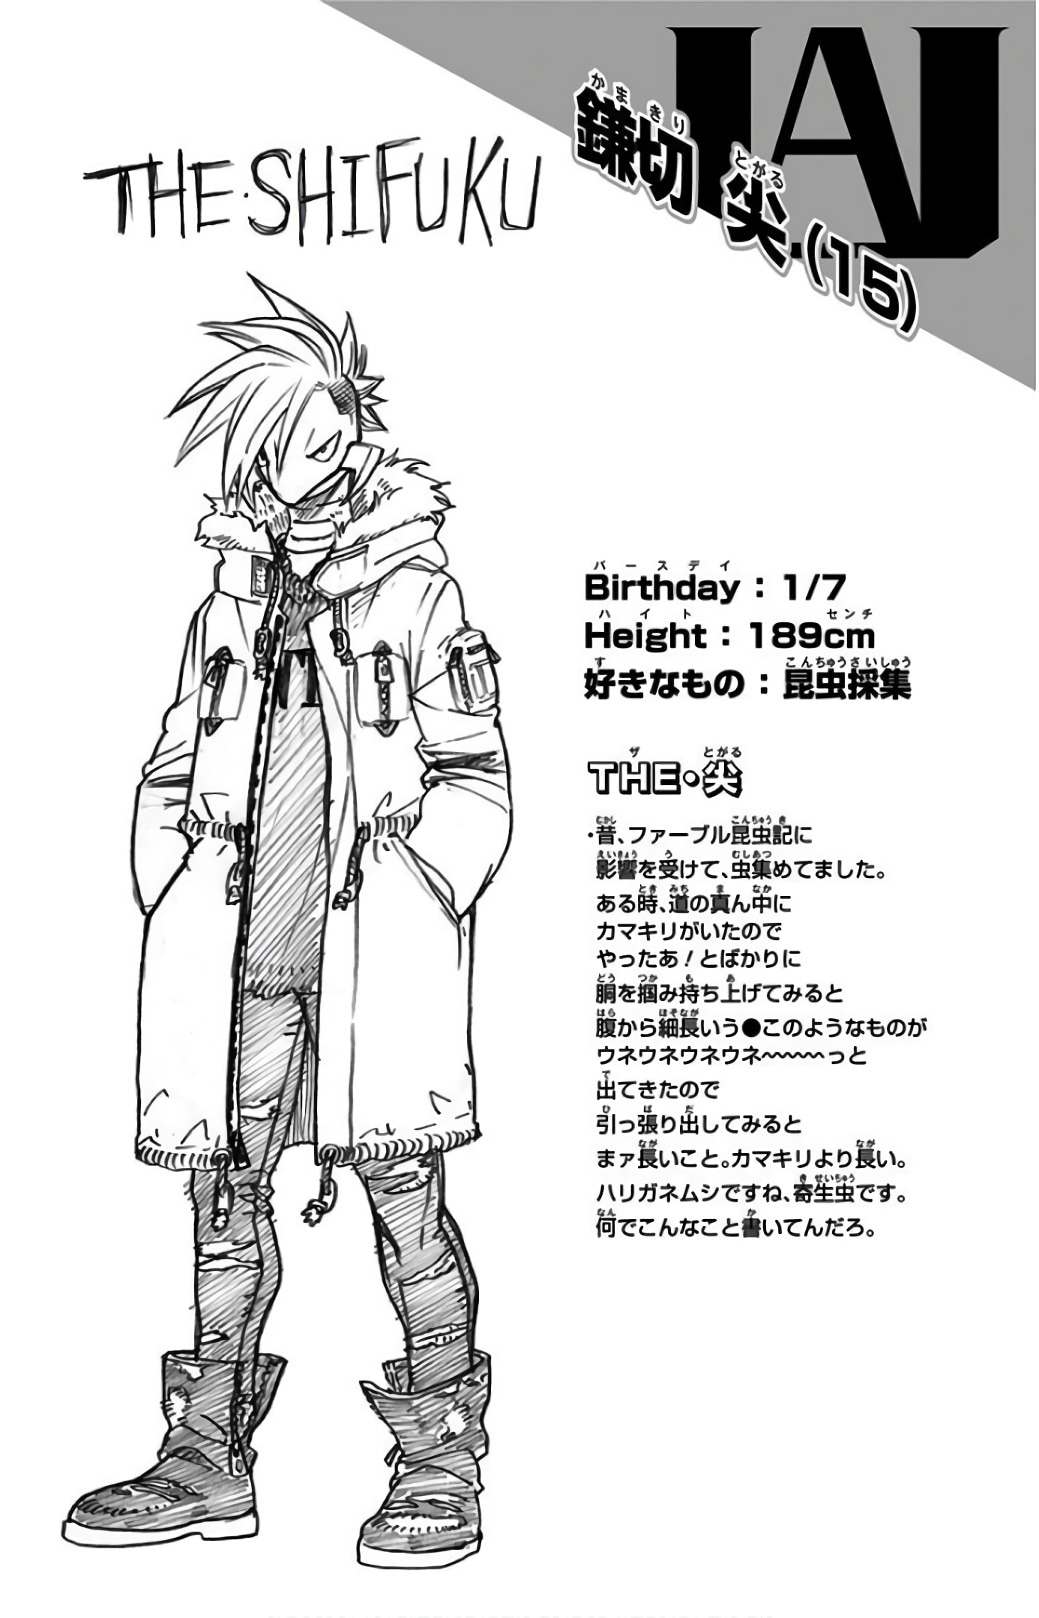 UAJ
鎌切 尖 (15)
THE・SHIFUKU
Birthday : 1/7
Height : 189cm
好きなもの : 昆虫採集
THE・尖
・昔、ファーブル昆虫記に
影響を受けて、虫集めてました。
ある時、道の真ん中に
カマキリがいたので
やったあ!とばかりに
胴を掴み持ち上げてみると
腹から細長いう●このようなものが
ウネウネウネウネ〜〜〜〜っと
出てきたので
引っ張り出してみると
まァ長いこと。カマキリより長い。
ハリガネムシですね、寄生虫です。
何でこんなこと書いてんだろ。